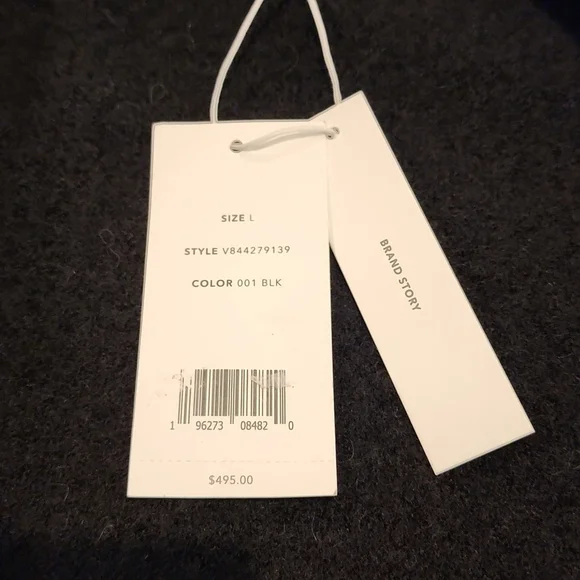 SIZE L
STYLE V844279139
COLOR 001 BLK
1 96273 08482 0
$495.00
BRAND STORY